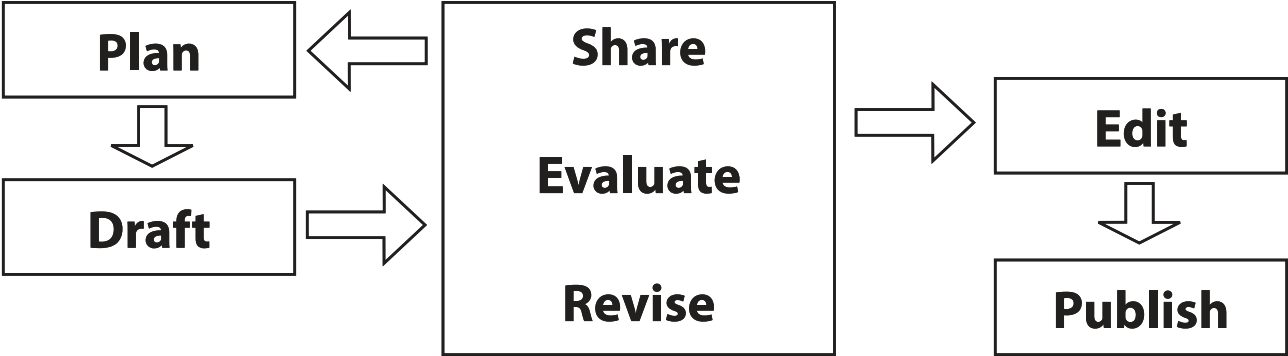 Plan
Draft
Share
Evaluate
Revise
Edit
Publish